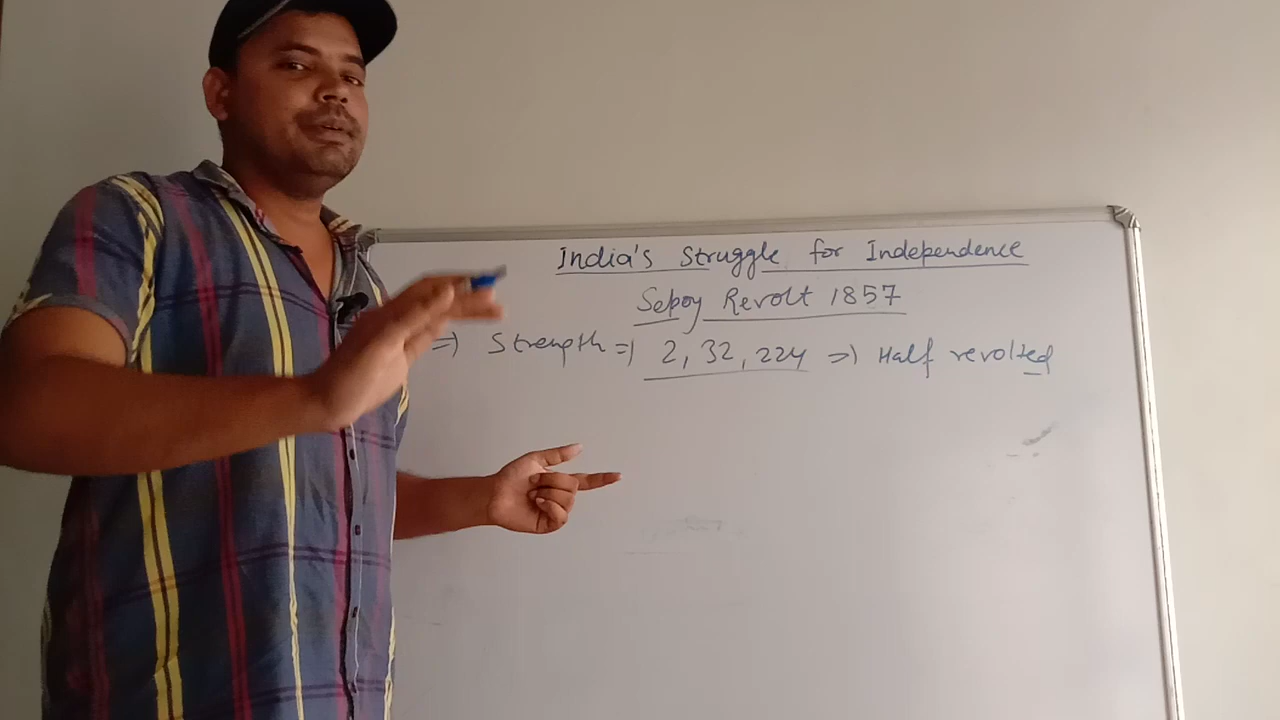 India's Struggle for Independence
Sepoy Revolt 1857
=) Strength =) 2,32,224 =) Half revolted